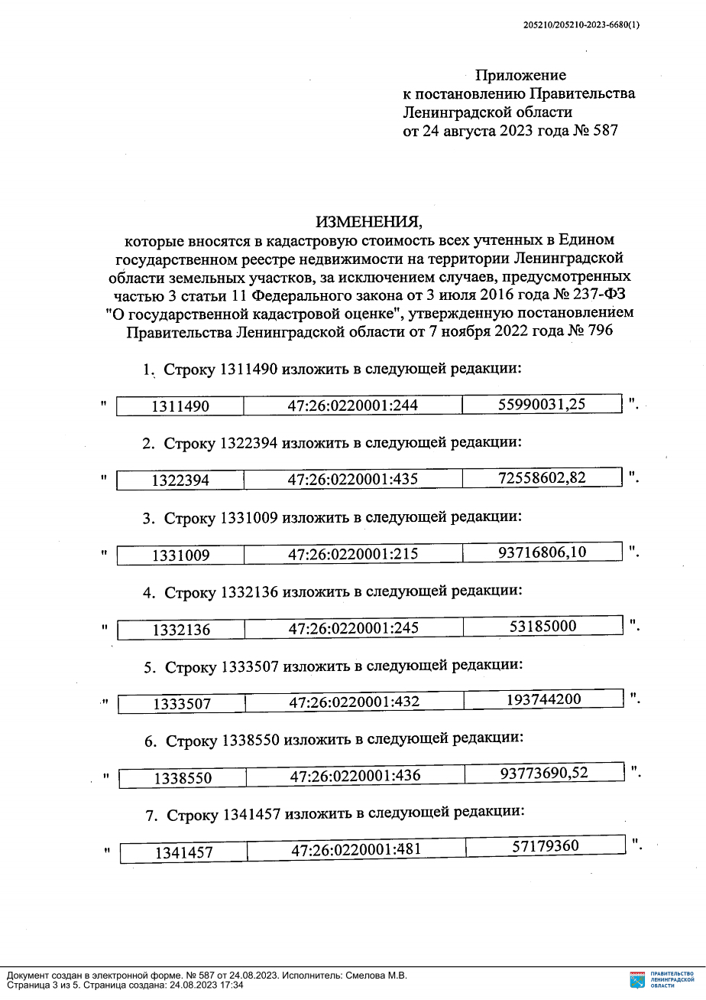 205210/205210-2023-6680(1)
Приложение
к постановлению Правительства
Ленинградской области
от 24 августа 2023 года № 587
ИЗМЕНЕНИЯ,
которые вносятся в кадастровую стоимость всех учтенных в Едином
государственном реестре недвижимости на территории Ленинградской
области земельных участков, за исключением случаев, предусмотренных
частью 3 статьи 11 Федерального закона от 3 июля 2016 года № 237-ФЗ
"О государственной кадастровой оценке", утвержденную постановлением
Правительства Ленинградской области от 7 ноября 2022 года № 796
1. Строку 1311490 изложить в следующей редакции:
" 1311490 47:26:0220001:244 55990031,25 ".
2. Строку 1322394 изложить в следующей редакции:
" 1322394 47:26:0220001:435 72558602,82 ".
3. Строку 1331009 изложить в следующей редакции:
" 1331009 47:26:0220001:215 93716806,10 ".
4. Строку 1332136 изложить в следующей редакции:
" 1332136 47:26:0220001:245 53185000 ".
5. Строку 1333507 изложить в следующей редакции:
" 1333507 47:26:0220001:432 193744200 ".
6. Строку 1338550 изложить в следующей редакции:
" 1338550 47:26:0220001:436 93773690,52 ".
7. Строку 1341457 изложить в следующей редакции:
" 1341457 47:26:0220001:481 57179360 ".
Документ создан в электронной форме. № 587 от 24.08.2023. Исполнитель: Смелова М.В.
Страница 3 из 5. Страница создана: 24.08.2023 17:34
ПРАВИТЕЛЬСТВО
ЛЕНИНГРАДСКОЙ
ОБЛАСТИ